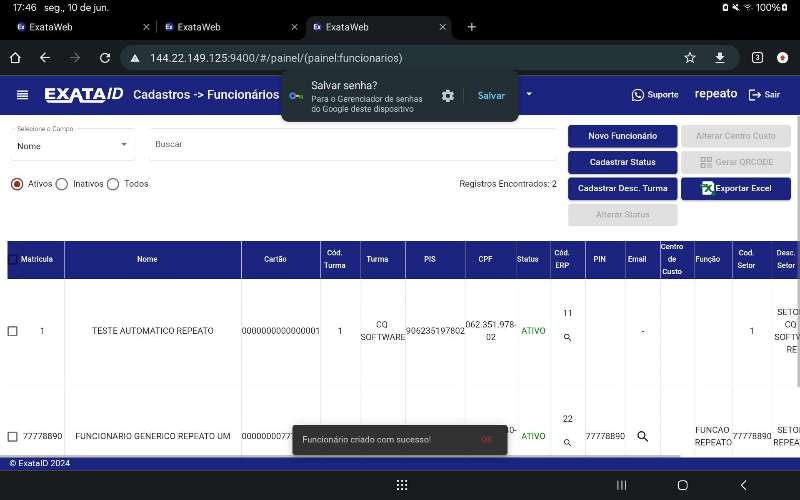 17:46 seg., 10 de jun. 100%
ExataWeb ExataWeb ExataWeb
144.22.149.125:9400/#/painel/(painel:funcionarios) 3
Salvar senha?
Para o Gerenciador de senhas
do Google deste dispositivo
Salvar
EXATAID Cadastros -> Funcionários Suporte repeato Sair
Selecione o Campo
Nome
Buscar
Novo Funcionário Alterar Centro Custo
Cadastrar Status Gerar QRCODE
Cadastrar Desc. Turma Exportar Excel
Alterar Status
Ativos Inativos Todos Registros Encontrados: 2
Matricula Nome Cartão Cód. Turma Turma PIS CPF Status Cód. ERP PIN Email Centro de Custo Função Cod. Setor Desc. Setor
1 TESTE AUTOMATICO REPEATO 0000000000000001 1 CQ SOFTWARE 906235197802 062.351.978-02 ATIVO 11 - 1 SETO CQ SOFTW RE
77778890 FUNCIONARIO GENERICO REPEATO UM 00000000777 ATIVO 22 77778890 FUNCAO REPEATO 77778890 SETO REPEA
Funcionário criado com sucesso! OK
© ExataID 2024